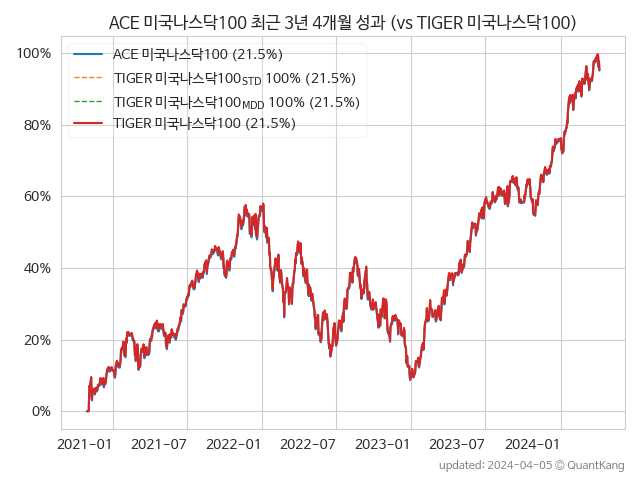 ACE 미국나스닥100 최근 3년 4개월 성과 (vs TIGER 미국나스닥100)
ACE 미국나스닥100 (21.5%)
TIGER 미국나스닥100STD 100% (21.5%)
TIGER 미국나스닥100MDD 100% (21.5%)
TIGER 미국나스닥100 (21.5%)
100%
80%
60%
40%
20%
0%
2021-01 2021-07 2022-01 2022-07 2023-01 2023-07 2024-01
updated: 2024-04-05 © QuantKang